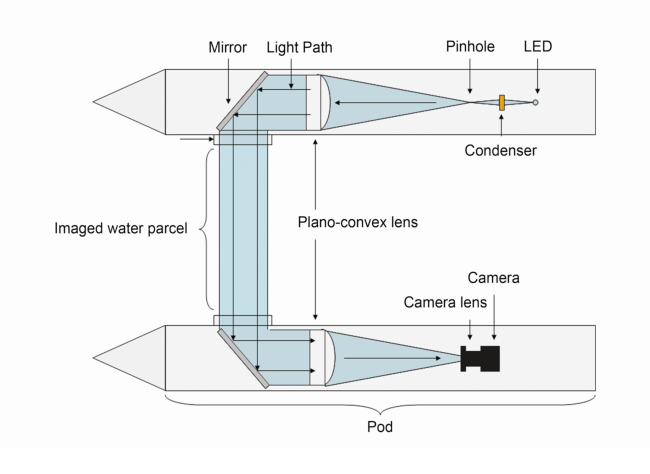 Mirror
Light Path
Pinhole
LED
Condenser
Imaged water parcel
Plano-convex lens
Camera
Camera lens
Pod